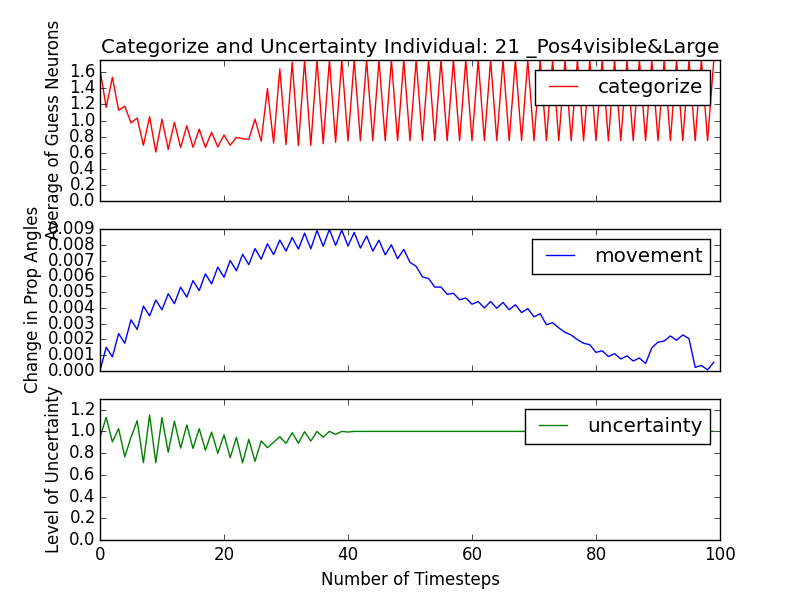 Categorize and Uncertainty Individual: 21 _Pos4visible&Large
Average of Guess Neurons
1.6
1.4
1.2
1.0
0.8
0.6
0.4
0.2
0.0
categorize
Change in Prop Angles
0.009
0.008
0.007
0.006
0.005
0.004
0.003
0.002
0.001
0.000
movement
Level of Uncertainty
1.2
1.0
0.8
0.6
0.4
0.2
0.0
uncertainty
0 20 40 60 80 100
Number of Timesteps